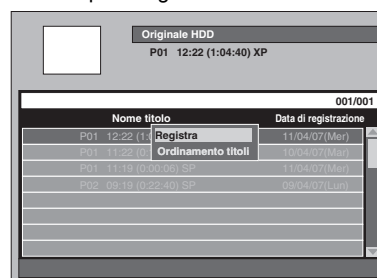 Originale HDD
P01 12:22 (1:04:40) XP
001/001
Nome titolo Data di registrazione
P01 12:22 (1:0 Registra 11/04/07(Mer)
P01 11:22 (0: Ordinamento titoli 10/04/07(Mar)
P01 11:19 (0:00:06) SP 11/04/07(Mer)
P02 09:19 (0:22:40) SP 09/04/07(Lun)